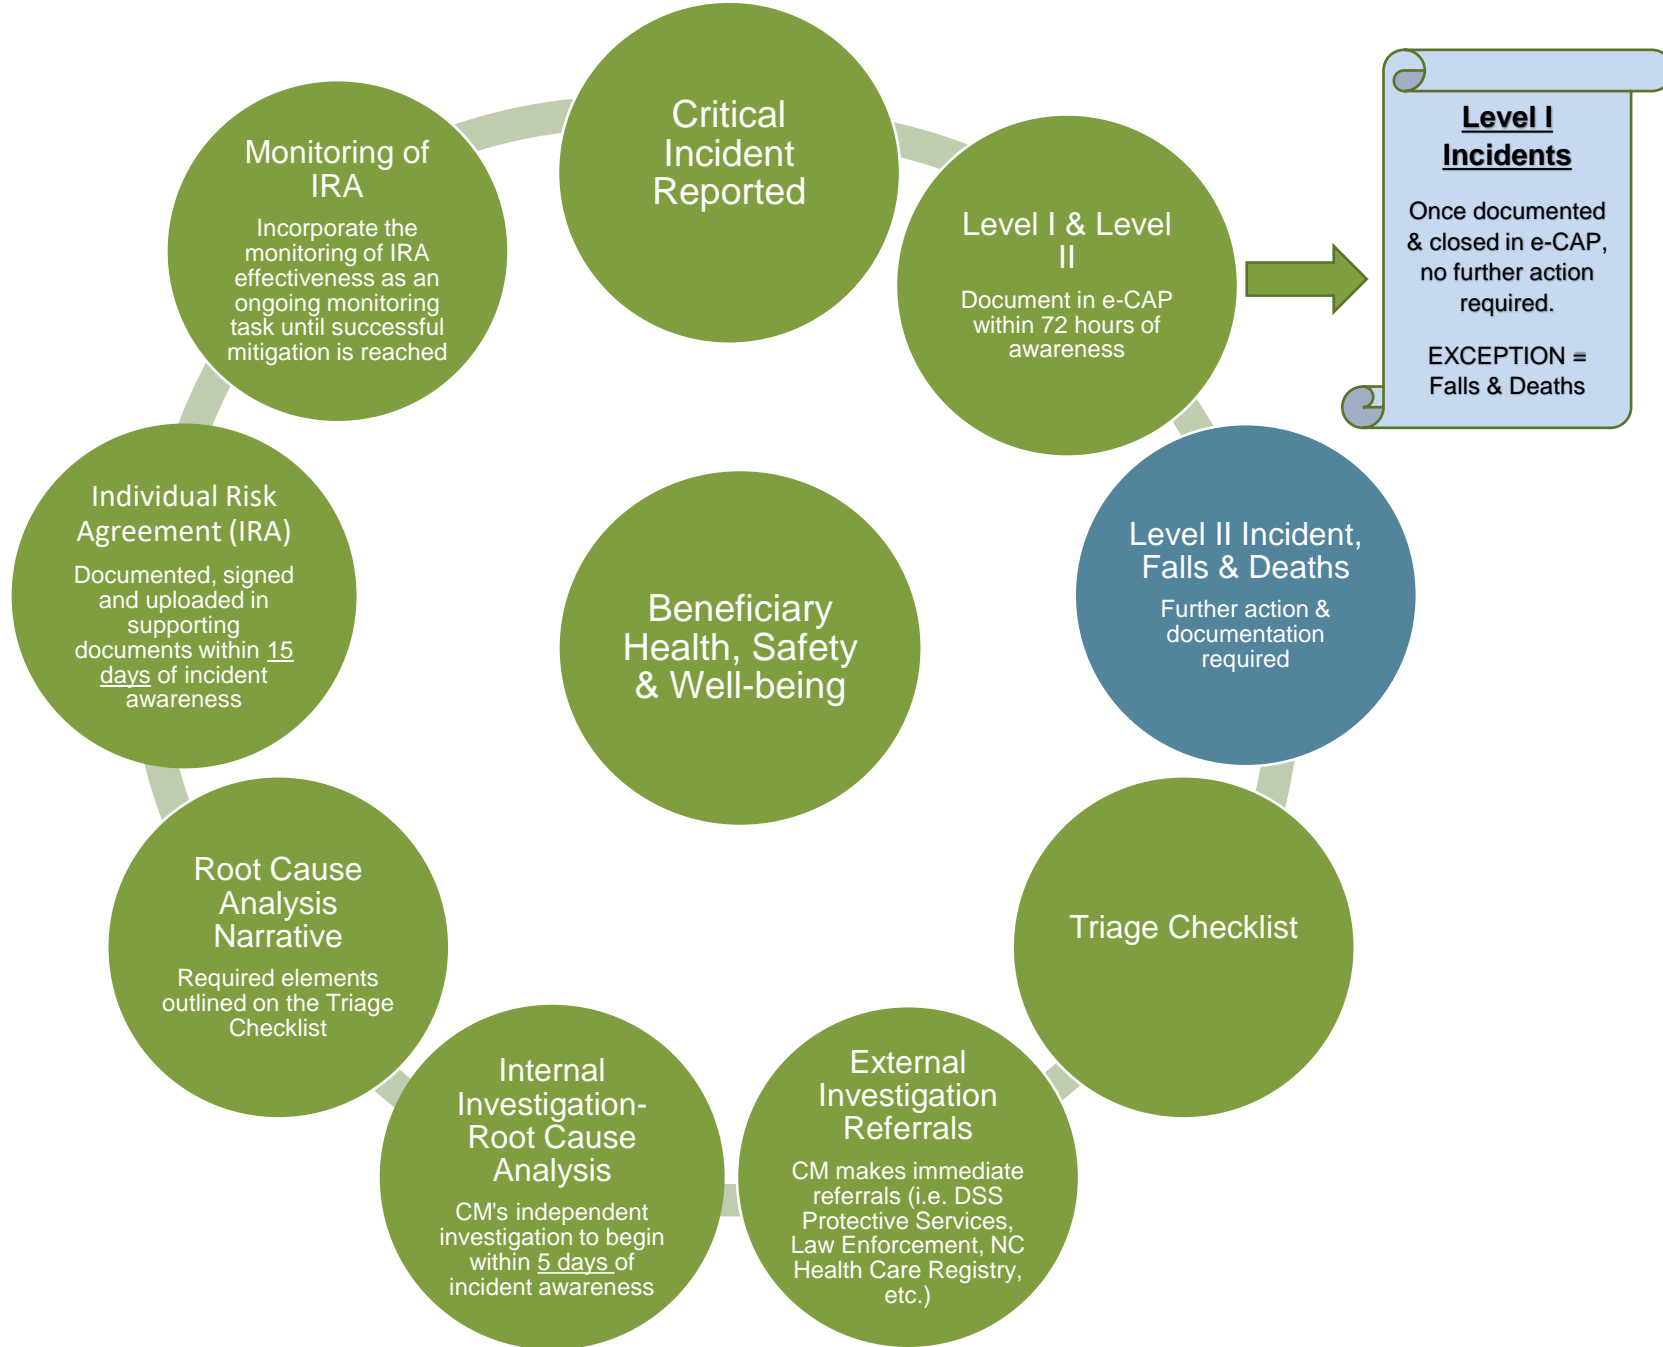 Critical
Incident
Reported
Level I & Level
II
Document in e-CAP
within 72 hours of
awareness
Level I
Incidents
Once documented
& closed in e-CAP,
no further action
required.
EXCEPTION =
Falls & Deaths
Level II Incident,
Falls & Deaths
Further action &
documentation
required
Triage Checklist
External
Investigation
Referrals
CM makes immediate
referrals (i.e. DSS
Protective Services,
Law Enforcement, NC
Health Care Registry,
etc.)
Internal
Investigation-
Root Cause
Analysis
CM's independent
investigation to begin
within 5 days of
incident awareness
Root Cause
Analysis
Narrative
Required elements
outlined on the Triage
Checklist
Individual Risk
Agreement (IRA)
Documented, signed
and uploaded in
supporting
documents within 15
days of incident
awareness
Monitoring of
IRA
Incorporate the
monitoring of IRA
effectiveness as an
ongoing monitoring
task until successful
mitigation is reached
Beneficiary
Health, Safety
& Well-being